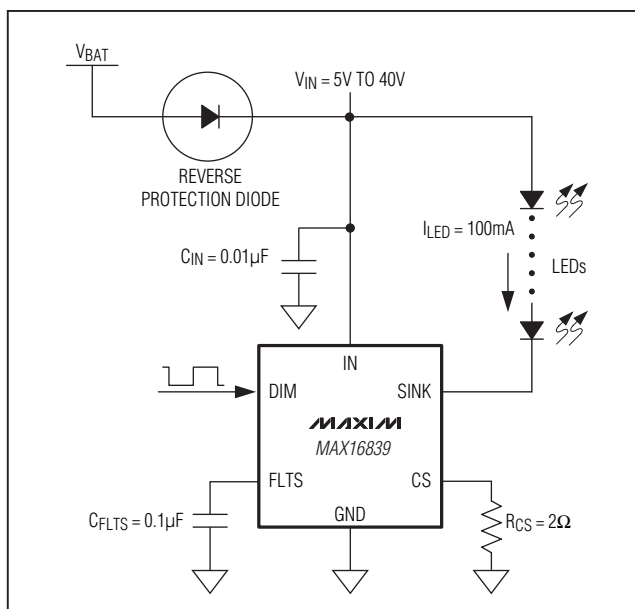 VBAT
VIN = 5V TO 40V
REVERSE
PROTECTION DIODE
CIN = 0.01µF
ILED = 100mA
LEDs
IN
DIM
SINK
MAXIM
MAX16839
FLTS
CS
GND
CFLTS = 0.1µF
RCS = 2Ω